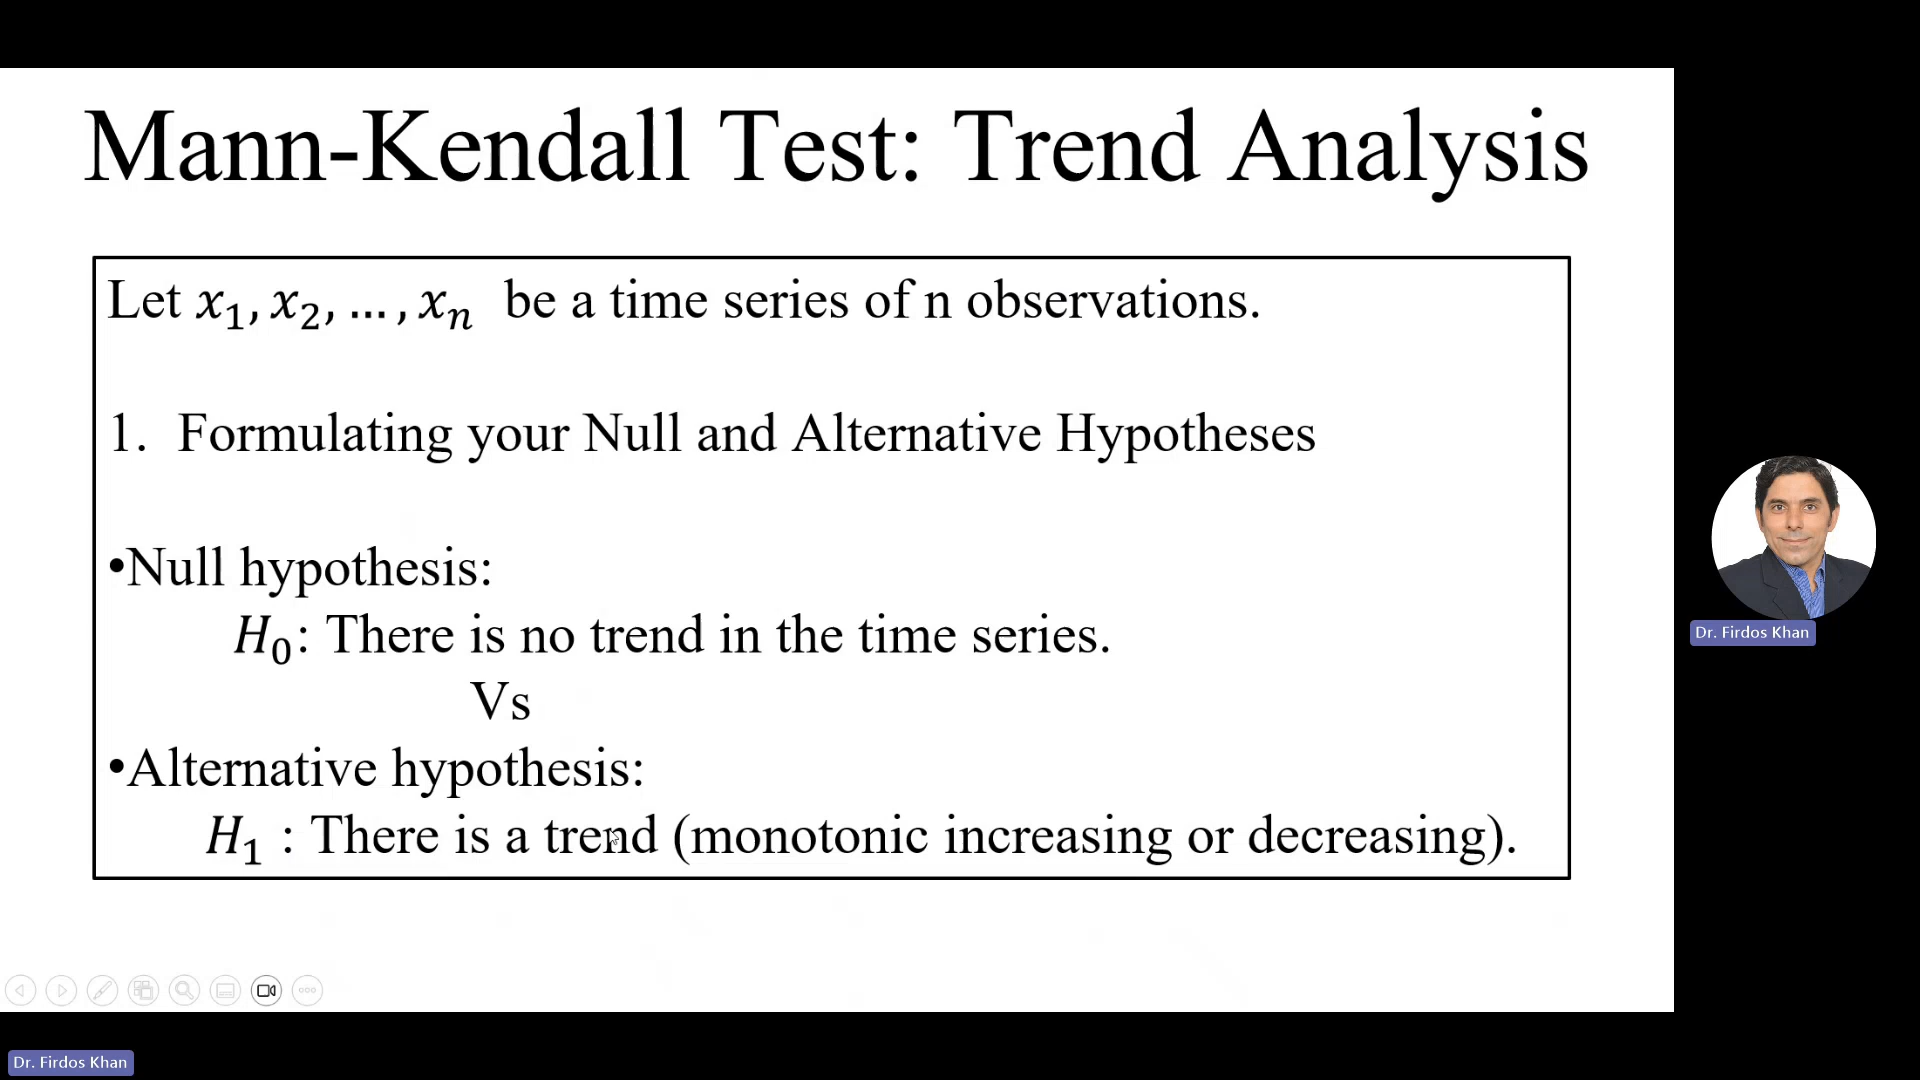 Mann-Kendall Test: Trend Analysis
Let x₁, x₂, … , xₙ be a time series of n observations.
1. Formulating your Null and Alternative Hypotheses
•Null hypothesis:
H₀: There is no trend in the time series.
Vs
•Alternative hypothesis:
H₁ : There is a trend (monotonic increasing or decreasing).
Dr. Firdos Khan
Dr. Firdos Khan